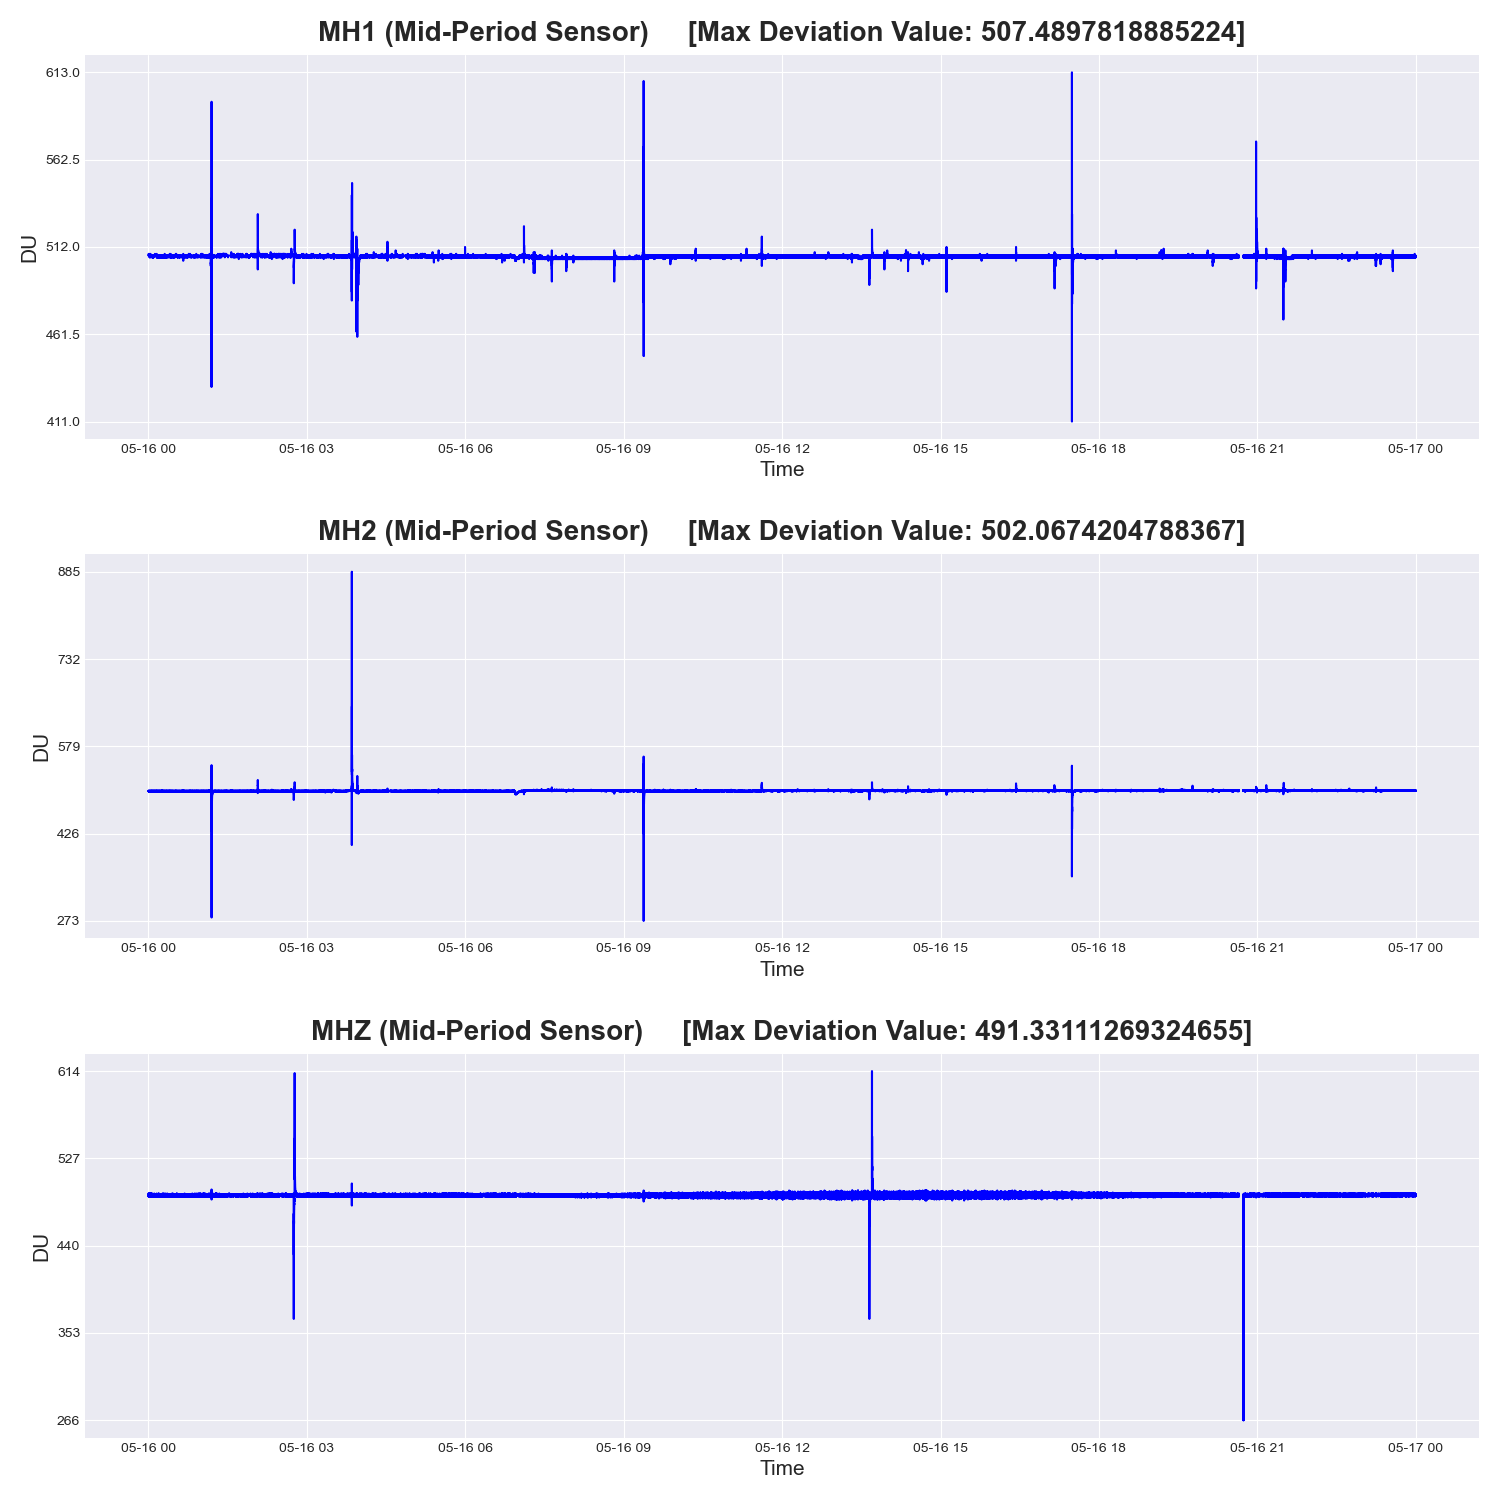 MH1 (Mid-Period Sensor) [Max Deviation Value: 507.4897818885224]
613.0
562.5
512.0
461.5
411.0
DU
05-16 00 05-16 03 05-16 06 05-16 09 05-16 12 05-16 15 05-16 18 05-16 21 05-17 00
Time
MH2 (Mid-Period Sensor) [Max Deviation Value: 502.0674204788367]
885
732
579
426
273
DU
05-16 00 05-16 03 05-16 06 05-16 09 05-16 12 05-16 15 05-16 18 05-16 21 05-17 00
Time
MHZ (Mid-Period Sensor) [Max Deviation Value: 491.33111269324655]
614
527
440
353
266
DU
05-16 00 05-16 03 05-16 06 05-16 09 05-16 12 05-16 15 05-16 18 05-16 21 05-17 00
Time